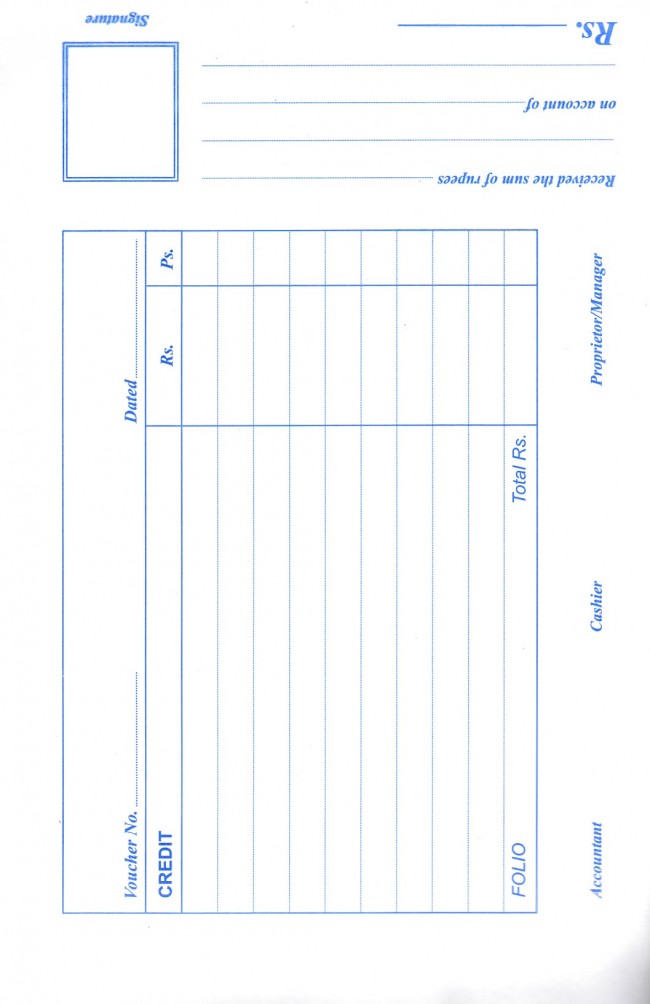 Voucher No. Dated
CREDIT Rs. Ps.
FOLIO Total Rs.
Accountant Cashier Proprietor/Manager
Received the sum of rupees
on account of
Rs.
Signature